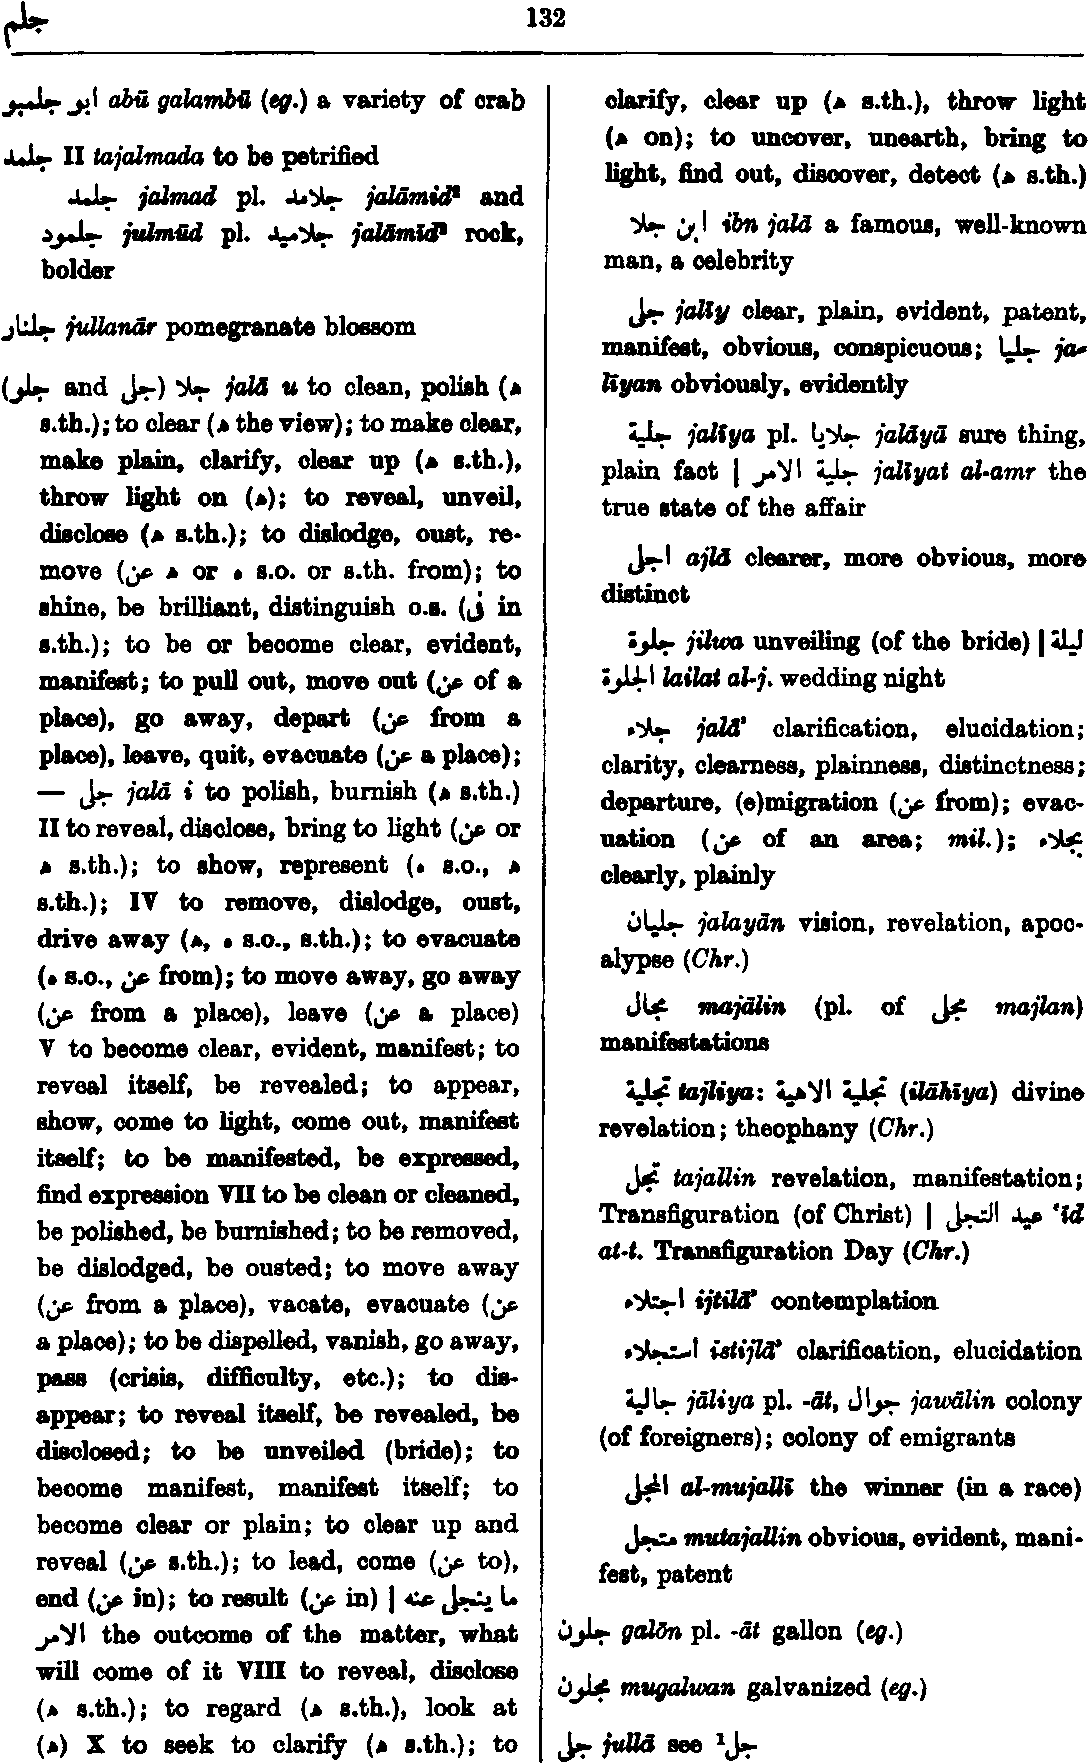 جلم
132
ابو جلمبو abū galambū (eg.) a variety of crab
جلمد II tajalmada to be petrified
جلمد jalmad pl. جلامد jalāmid² and
جلمود julmūd pl. جلاميد jalāmīd² rock,
bolder
جلنار jullanār pomegranate blossom
(جلو and جلى) جلا jalā u to clean, polish (ه
s.th.); to clear (ه the view); to make clear,
make plain, clarify, clear up (ه s.th.),
throw light on (ه); to reveal, unveil,
disclose (ه s.th.); to dislodge, oust, re-
move (عن ه or ه s.o. or s.th. from); to
shine, be brilliant, distinguish o.s. (فى in
s.th.); to be or become clear, evident,
manifest; to pull out, move out (عن of a
place), go away, depart (عن from a
place), leave, quit, evacuate (عن a place);
— جلى jalā i to polish, burnish (ه s.th.)
II to reveal, disclose, bring to light (عن or
ه s.th.); to show, represent (ه s.o., ه
s.th.); IV to remove, dislodge, oust,
drive away (ه, ه s.o., s.th.); to evacuate
(ه s.o., عن from); to move away, go away
(عن from a place), leave (عن a place)
V to become clear, evident, manifest; to
reveal itself, be revealed; to appear,
show, come to light, come out, manifest
itself; to be manifested, be expressed,
find expression VII to be clean or cleaned,
be polished, be burnished; to be removed,
be dislodged, be ousted; to move away
(عن from a place), vacate, evacuate (عن
a place); to be dispelled, vanish, go away,
pass (crisis, difficulty, etc.); to dis-
appear; to reveal itself, be revealed, be
disclosed; to be unveiled (bride); to
become manifest, manifest itself; to
become clear or plain; to clear up and
reveal (عن s.th.); to lead, come (عن to),
end (عن in); to result (عن in) | ما ينجلى عنه
الامر the outcome of the matter, what
will come of it VIII to reveal, disclose
(ه s.th.); to regard (ه s.th.), look at
(ه) X to seek to clarify (ه s.th.); to
clarify, clear up (ه s.th.), throw light
(ه on); to uncover, unearth, bring to
light, find out, discover, detect (ه s.th.)
ابن جلا ibn jalā a famous, well-known
man, a celebrity
جلى jalīy clear, plain, evident, patent,
manifest, obvious, conspicuous; جليا ja-
līyan obviously, evidently
جلية jalīya pl. جلايا jalāyā sure thing,
plain fact | جلية الامر jalīyat al-amr the
true state of the affair
اجلى ajlā clearer, more obvious, more
distinct
جلوة jilwa unveiling (of the bride) | ليلة
الجلوة lailat al-j. wedding night
جلاء jalā’ clarification, elucidation;
clarity, clearness, plainness, distinctness;
departure, (e)migration (عن from); evac-
uation (عن of an area; mil.); بجلاء
clearly, plainly
جليان jalayān vision, revelation, apoc-
alypse (Chr.)
مجال majālin (pl. of مجلى majlan)
manifestations
تجلية tajliya: تجلية الاهية (ilāhīya) divine
revelation; theophany (Chr.)
تجل tajallin revelation, manifestation;
Transfiguration (of Christ) | عيد التجلى ‘īd
at-t. Transfiguration Day (Chr.)
اجتلاء ijtilā’ contemplation
استجلاء istijlā’ clarification, elucidation
جالية jāliya pl. -āt, جوال jawālin colony
(of foreigners); colony of emigrants
المجلى al-mujallī the winner (in a race)
متجل mutajallin obvious, evident, mani-
fest, patent
جلون galōn pl. -āt gallon (eg.)
مجلون mugalwan galvanized (eg.)
جلى jullā see ¹جل